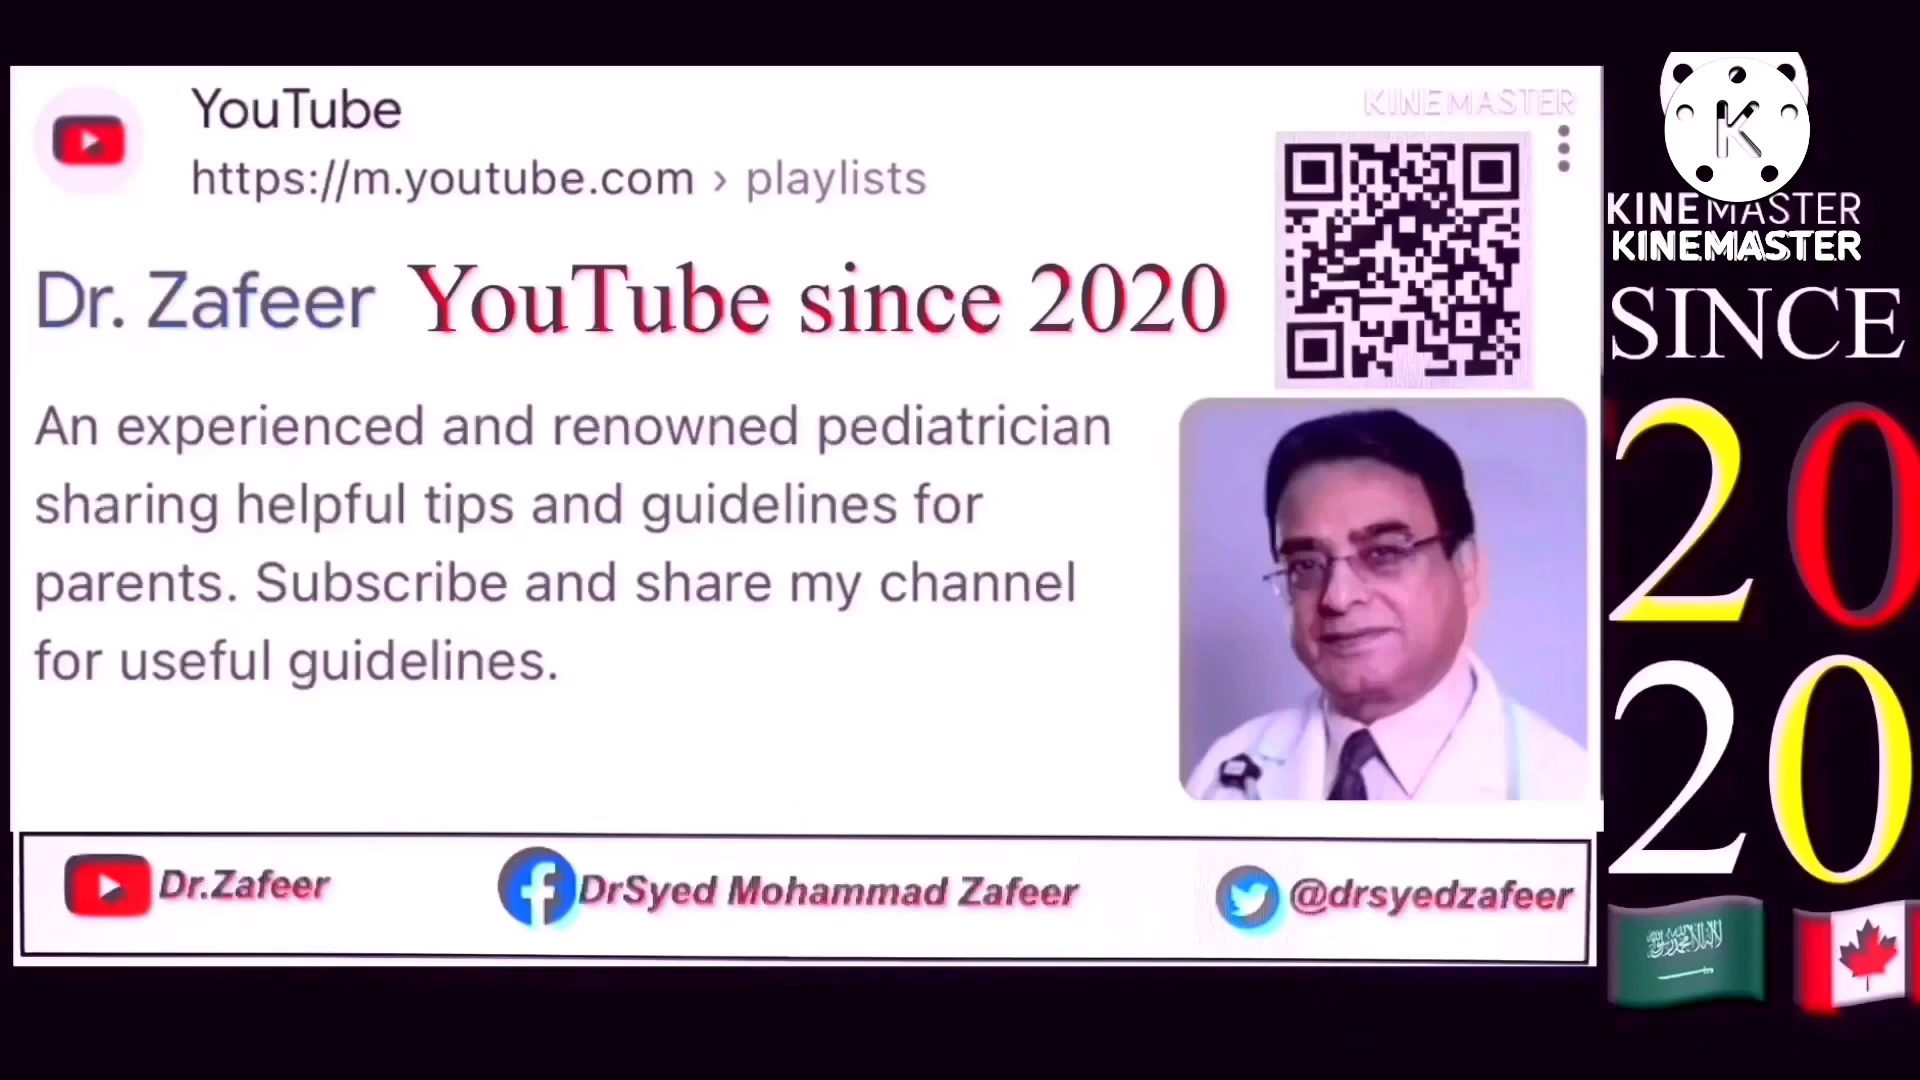 YouTube
https://m.youtube.com › playlists
KINEMASTER
Dr. Zafeer YouTube since 2020
An experienced and renowned pediatrician
sharing helpful tips and guidelines for
parents. Subscribe and share my channel
for useful guidelines.
Dr.Zafeer
DrSyed Mohammad Zafeer
@drsyedzafeer
K
KINEMASTER
KINEMASTER
SINCE
20
20